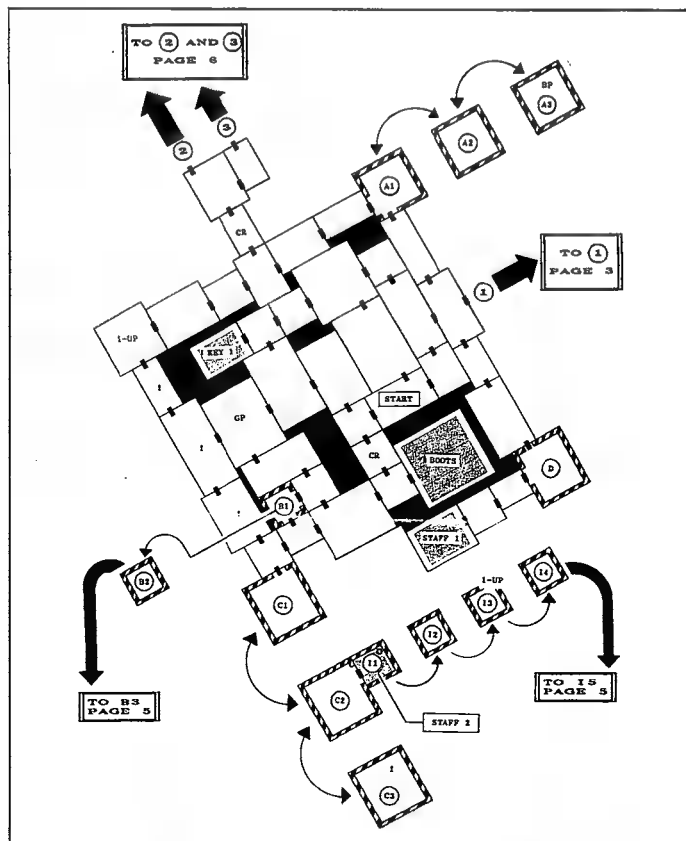 TO 2 AND 3
PAGE 6
3
2
BP
A3
A2
A1
CR
TO 1
PAGE 3
1
1-UP
KEY 1
!
START
GP
!
CR
BOOTS
D
B1
!
STAFF 1
B2
1-UP
I4
C1
I3
I2
I1
TO B3
PAGE 5
C2
STAFF 2
TO I5
PAGE 5
C3